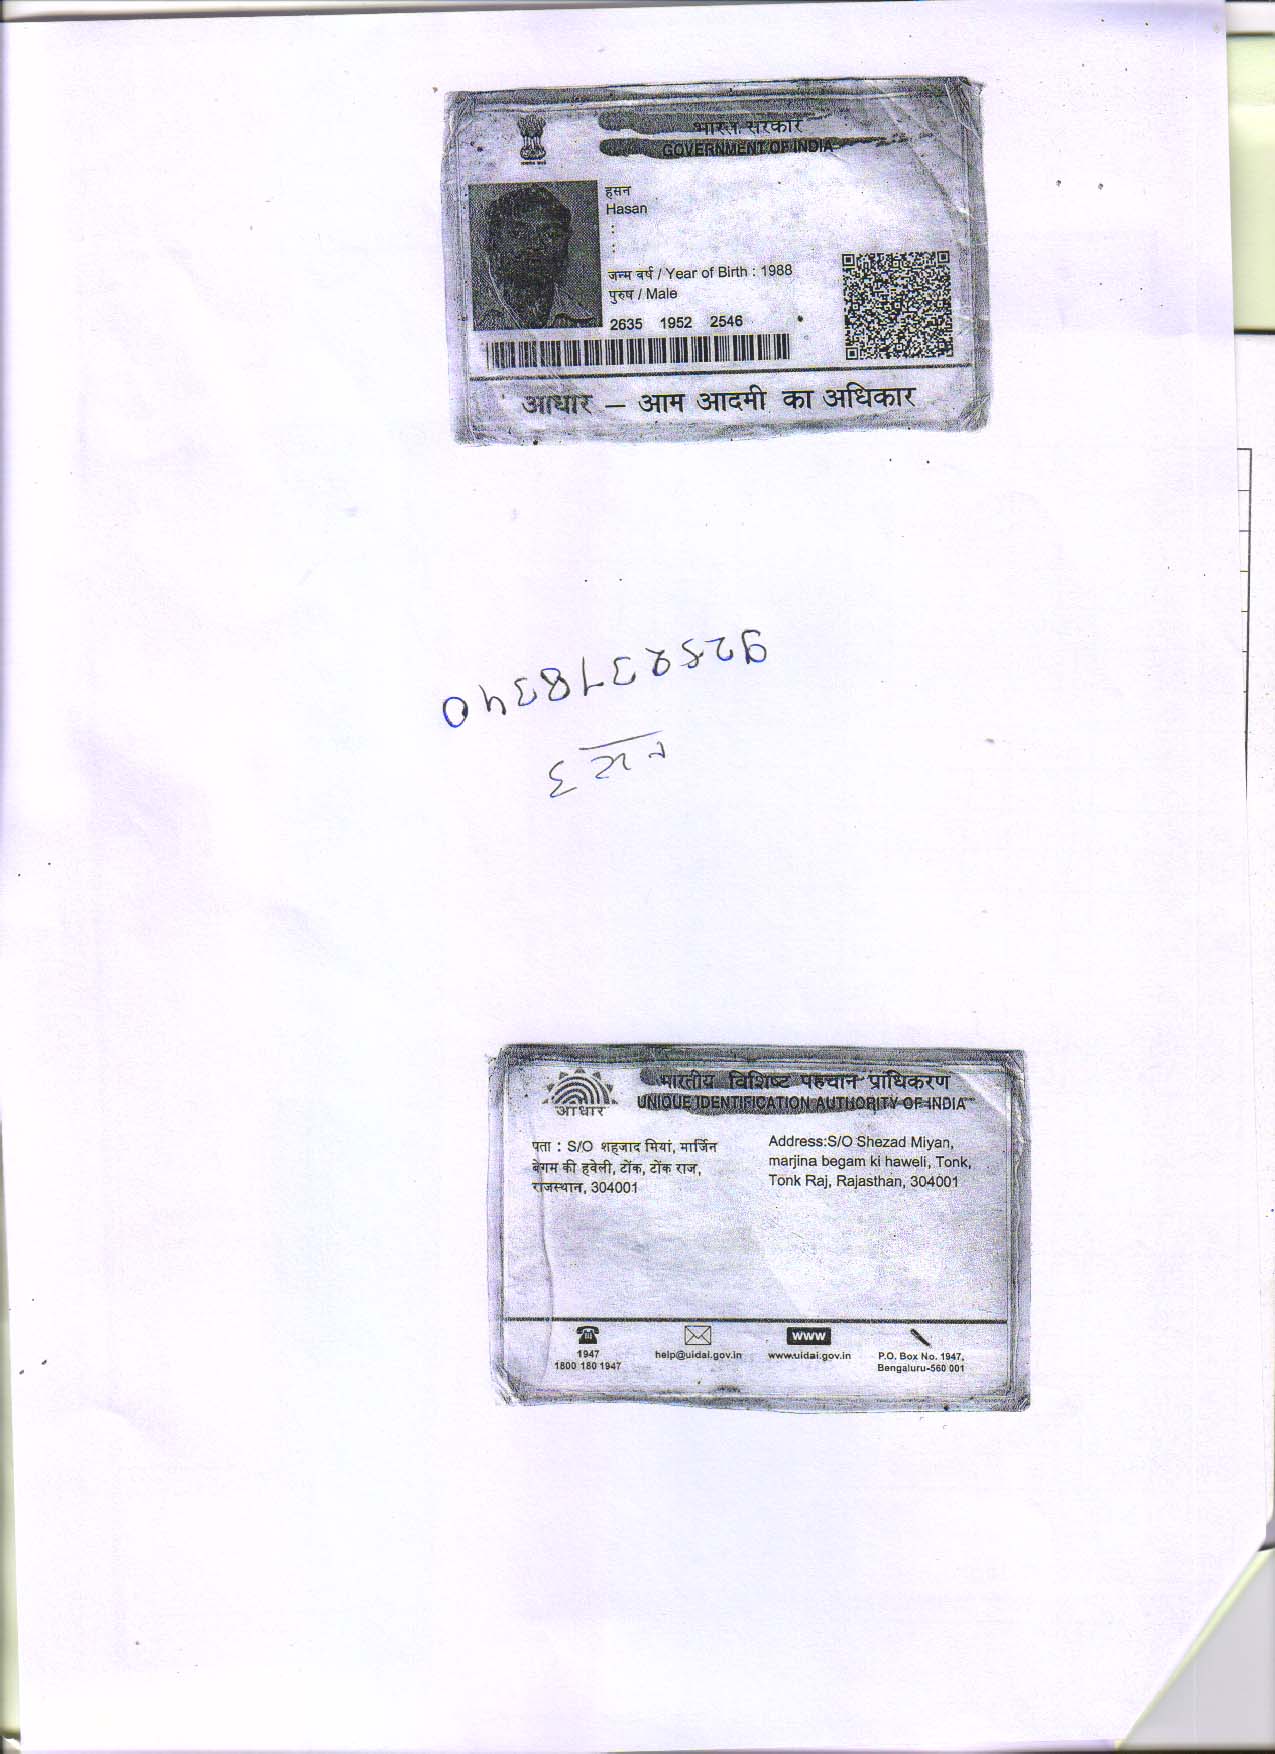 भारत सरकार
GOVERNMENT OF INDIA
हसन
Hasan
:
:
जन्म वर्ष / Year of Birth : 1988
पुरुष / Male
2635 1952 2546
आधार – आम आदमी का अधिकार
भारतीय विशिष्ट पहचान प्राधिकरण
UNIQUE IDENTIFICATION AUTHORITY OF INDIA
आधार
पता : S/O शहजाद मियां, मार्जिन
बेगम की हवेली, टोंक, टोंक राज,
राजस्थान, 304001
Address:S/O Shezad Miyan,
marjina begam ki haweli, Tonk,
Tonk Raj, Rajasthan, 304001
1947
1800 180 1947
help@uidai.gov.in
www
www.uidai.gov.in
P.O. Box No. 1947,
Bengaluru-560 001